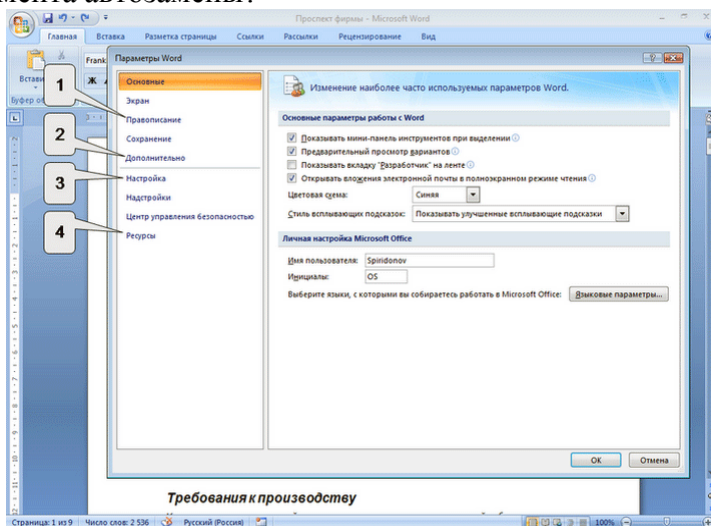 мента автозамены?
Проспект фирмы - Microsoft Word
Главная Вставка Разметка страницы Ссылки Рассылки Рецензирование Вид
Frank
Ж
1
2
3
4
Параметры Word
Основные
Экран
Правописание
Сохранение
Дополнительно
Настройка
Надстройки
Центр управления безопасностью
Ресурсы
Изменение наиболее часто используемых параметров Word.
Основные параметры работы с Word
Показывать мини-панель инструментов при выделении
Предварительный просмотр вариантов
Показывать вкладку "Разработчик" на ленте
Открывать вложения электронной почты в полноэкранном режиме чтения
Цветовая схема: Синяя
Стиль всплывающих подсказок: Показывать улучшенные всплывающие подсказки
Личная настройка Microsoft Office
Имя пользователя: Spiridonov
Инициалы: OS
Выберите языки, с которыми вы собираетесь работать в Microsoft Office: Языковые параметры...
OK Отмена
Требования к производству
Страница: 1 из 9 Число слов: 2 536 Русский (Россия) 100%